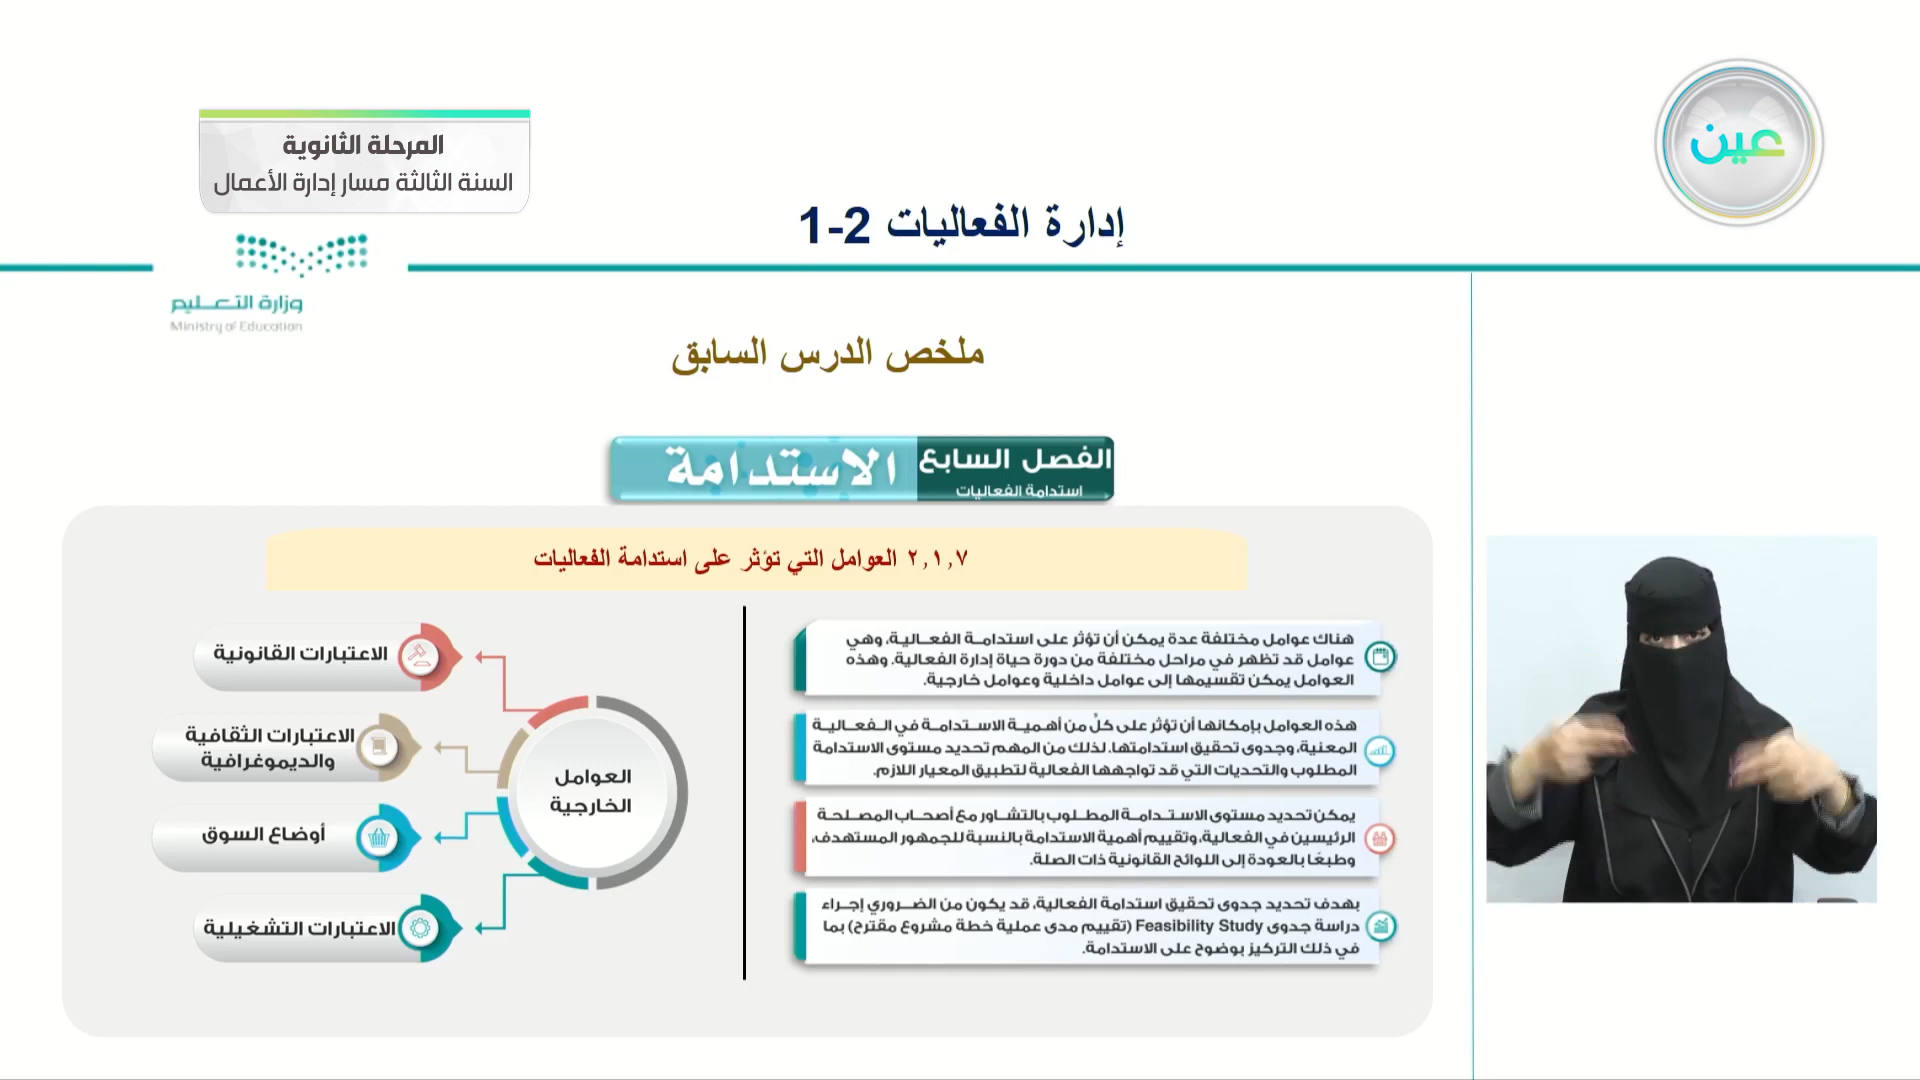 عين
المرحلة الثانوية
السنة الثالثة مسار إدارة الأعمال
إدارة الفعاليات 2-1
وزارة التعليم
Ministry of Education
ملخص الدرس السابق
الفصل السابع
استدامة الفعاليات
الاستدامة
٢,١,٧ العوامل التي تؤثر على استدامة الفعاليات
هناك عوامل مختلفة عدة يمكن أن تؤثر على استدامة الفعالية، وهي
عوامل قد تظهر في مراحل مختلفة من دورة حياة إدارة الفعالية. وهذه
العوامل يمكن تقسيمها إلى عوامل داخلية وعوامل خارجية.
هذه العوامل بإمكانها أن تؤثر على كلٍّ من أهمية الاستدامة في الفعالية
المعنية، وجدوى تحقيق استدامتها. لذلك من المهم تحديد مستوى الاستدامة
المطلوب والتحديات التي قد تواجهها الفعالية لتطبيق المعيار اللازم.
يمكن تحديد مستوى الاستدامة المطلوب بالتشاور مع أصحاب المصلحة
الرئيسين في الفعالية، وتقييم أهمية الاستدامة بالنسبة للجمهور المستهدف،
وطبعًا بالعودة إلى اللوائح القانونية ذات الصلة.
بهدف تحديد جدوى تحقيق استدامة الفعالية، قد يكون من الضروري إجراء
دراسة جدوى Feasibility Study (تقييم مدى عملية خطة مشروع مقترح) بما
في ذلك التركيز بوضوح على الاستدامة.
العوامل
الخارجية
الاعتبارات القانونية
الاعتبارات الثقافية
والديموغرافية
أوضاع السوق
الاعتبارات التشغيلية